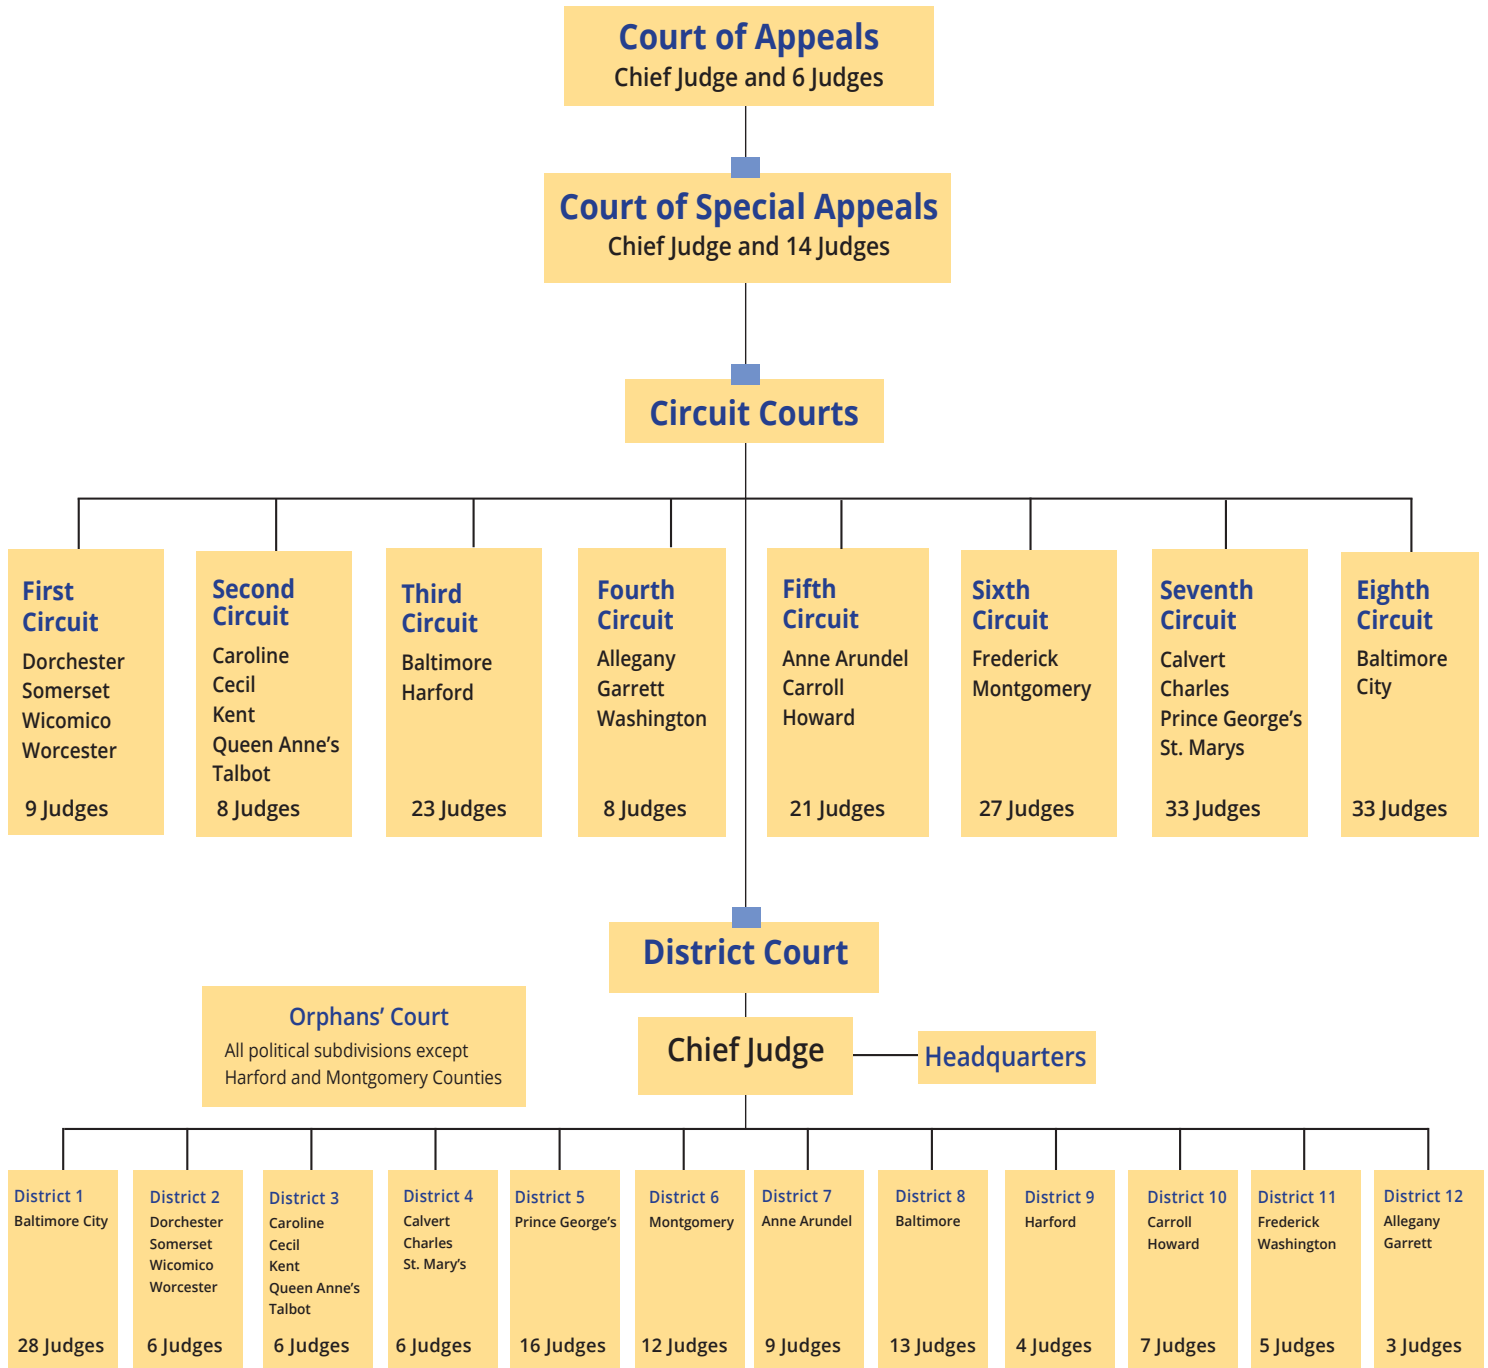 Court of Appeals
Chief Judge and 6 Judges
Court of Special Appeals
Chief Judge and 14 Judges
Circuit Courts
First
Circuit
Dorchester
Somerset
Wicomico
Worcester
9 Judges
Second
Circuit
Caroline
Cecil
Kent
Queen Anne’s
Talbot
8 Judges
Third
Circuit
Baltimore
Harford
23 Judges
Fourth
Circuit
Allegany
Garrett
Washington
8 Judges
Fifth
Circuit
Anne Arundel
Carroll
Howard
21 Judges
Sixth
Circuit
Frederick
Montgomery
27 Judges
Seventh
Circuit
Calvert
Charles
Prince George’s
St. Marys
33 Judges
Eighth
Circuit
Baltimore
City
33 Judges
District Court
Orphans’ Court
All political subdivisions except
Harford and Montgomery Counties
Chief Judge
Headquarters
District 1
Baltimore City
28 Judges
District 2
Dorchester
Somerset
Wicomico
Worcester
6 Judges
District 3
Caroline
Cecil
Kent
Queen Anne’s
Talbot
6 Judges
District 4
Calvert
Charles
St. Mary’s
6 Judges
District 5
Prince George’s
16 Judges
District 6
Montgomery
12 Judges
District 7
Anne Arundel
9 Judges
District 8
Baltimore
13 Judges
District 9
Harford
4 Judges
District 10
Carroll
Howard
7 Judges
District 11
Frederick
Washington
5 Judges
District 12
Allegany
Garrett
3 Judges